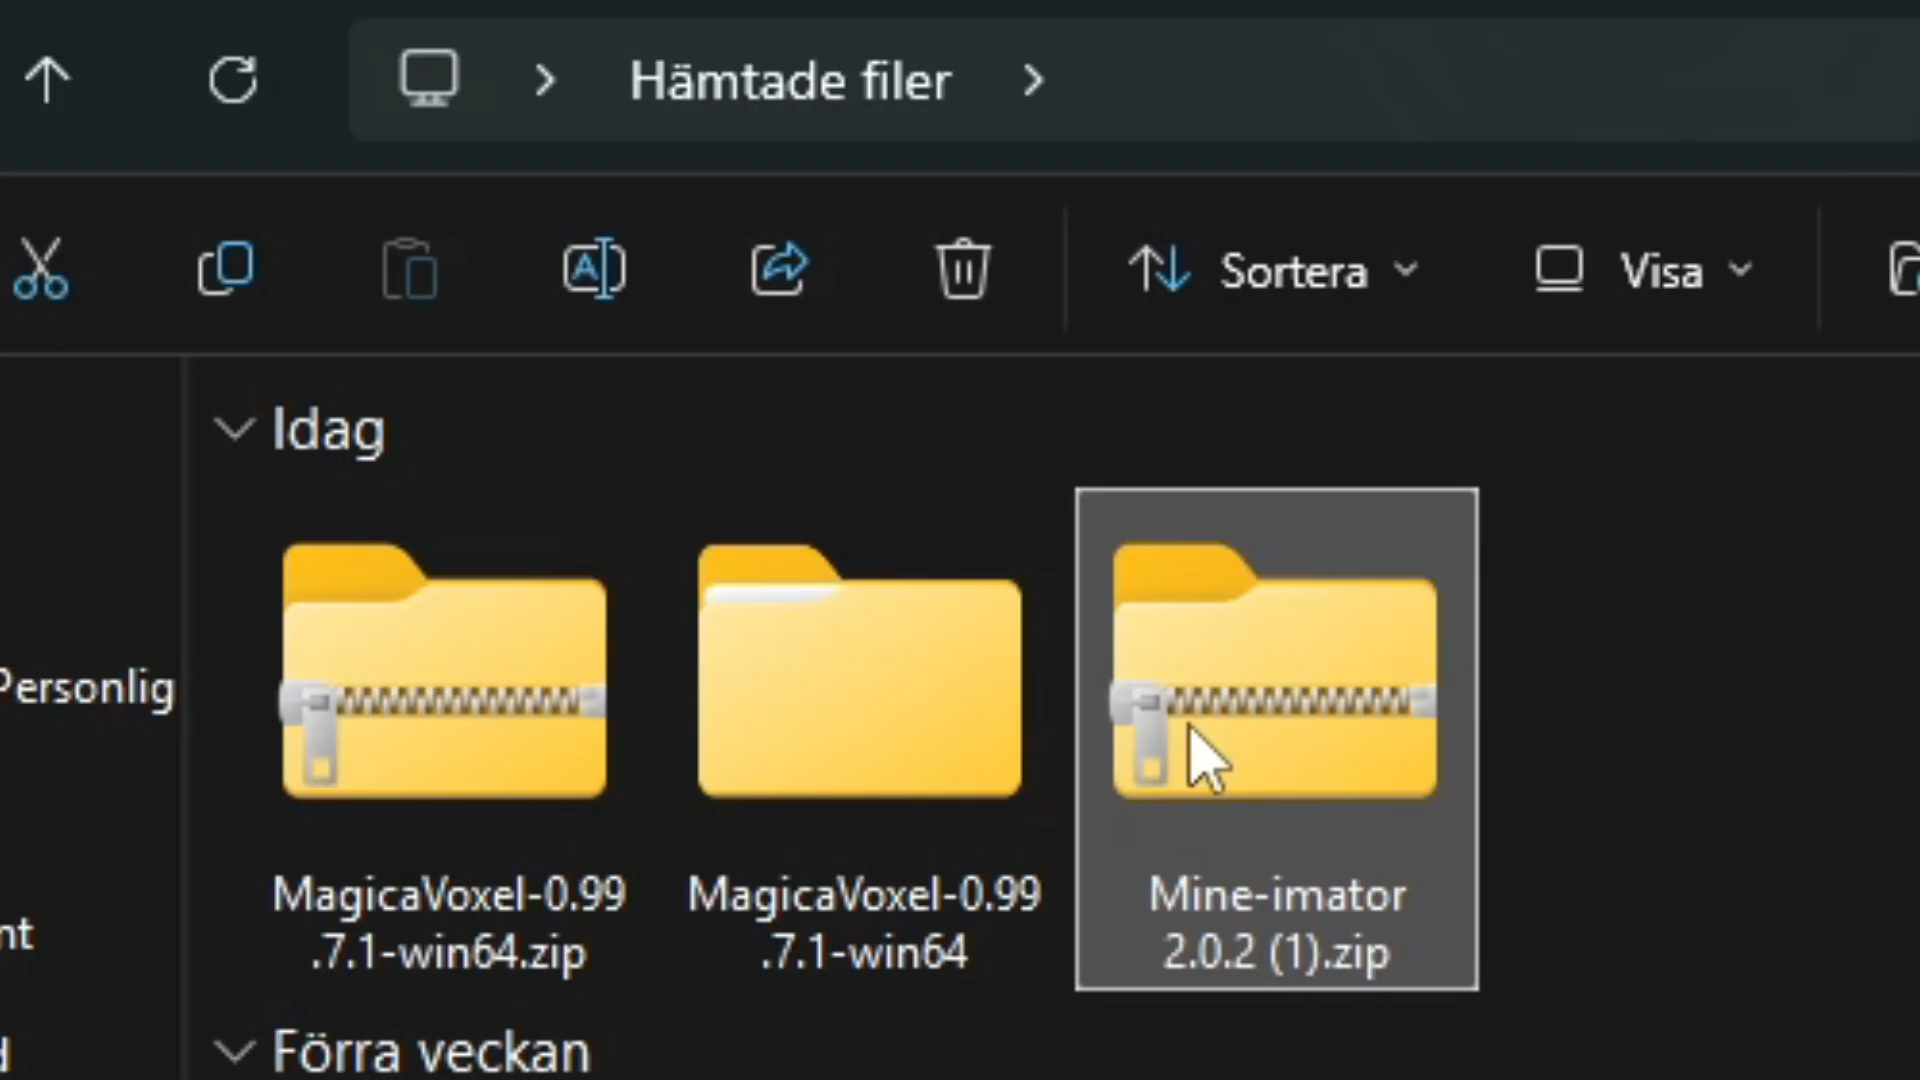 Hämtade filer
Sortera
Visa
Idag
Personlig
MagicaVoxel-0.99
.7.1-win64.zip
MagicaVoxel-0.99
.7.1-win64
Mine-imator
2.0.2 (1).zip
Förra veckan